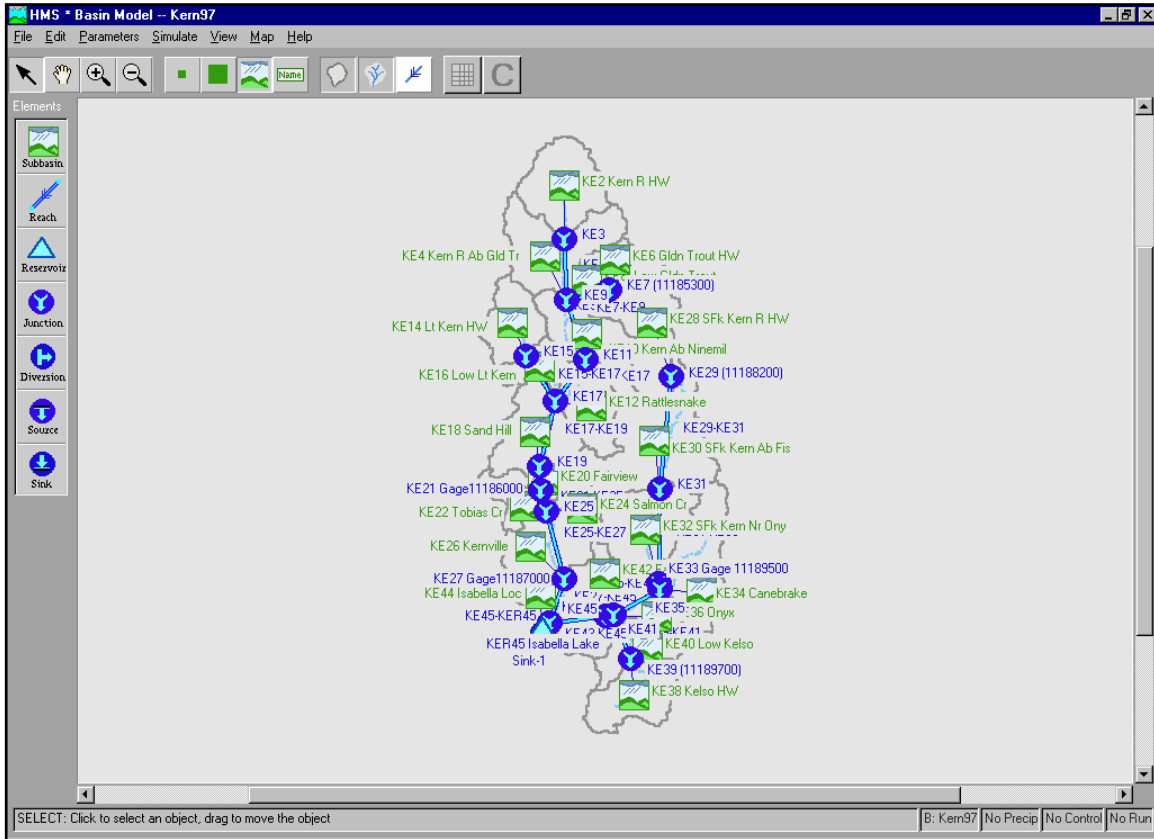 HMS * Basin Model -- Kern97
File Edit Parameters Simulate View Map Help
Name
C
Elements
Subbasin
Reach
Reservoir
Junction
Diversion
Source
Sink
KE2 Kern R HW
KE3
KE4 Kern R Ab Gld Tr
KE6 Gldn Trout HW
KE7 (11185300)
KE9
KE7-KE9
KE28 SFk Kern R HW
KE14 Lt Kern HW
Kern Ab Ninemil
KE15
KE11
KE16 Low Lt Kern
KE15-KE17
KE17
KE29 (11188200)
KE17
KE12 Rattlesnake
KE17-KE19
KE29-KE31
KE18 Sand Hill
KE30 SFk Kern Ab Fis
KE19
KE20 Fairview
KE21 Gage11186000
KE31
KE22 Tobias Cr
KE25
KE24 Salmon Cr
KE25-KE27
KE32 SFk Kern Nr Ony
KE26 Kernville
KE27 Gage11187000
KE42
KE33 Gage 11189500
KE44 Isabella Loc
KE34 Canebrake
KE45-KER45
KE45
KE35
Onyx
KE41
KER45 Isabella Lake
KE40 Low Kelso
Sink-1
KE39 (11189700)
KE38 Kelso HW
SELECT: Click to select an object, drag to move the object
B: Kern97 No Precip No Control No Run